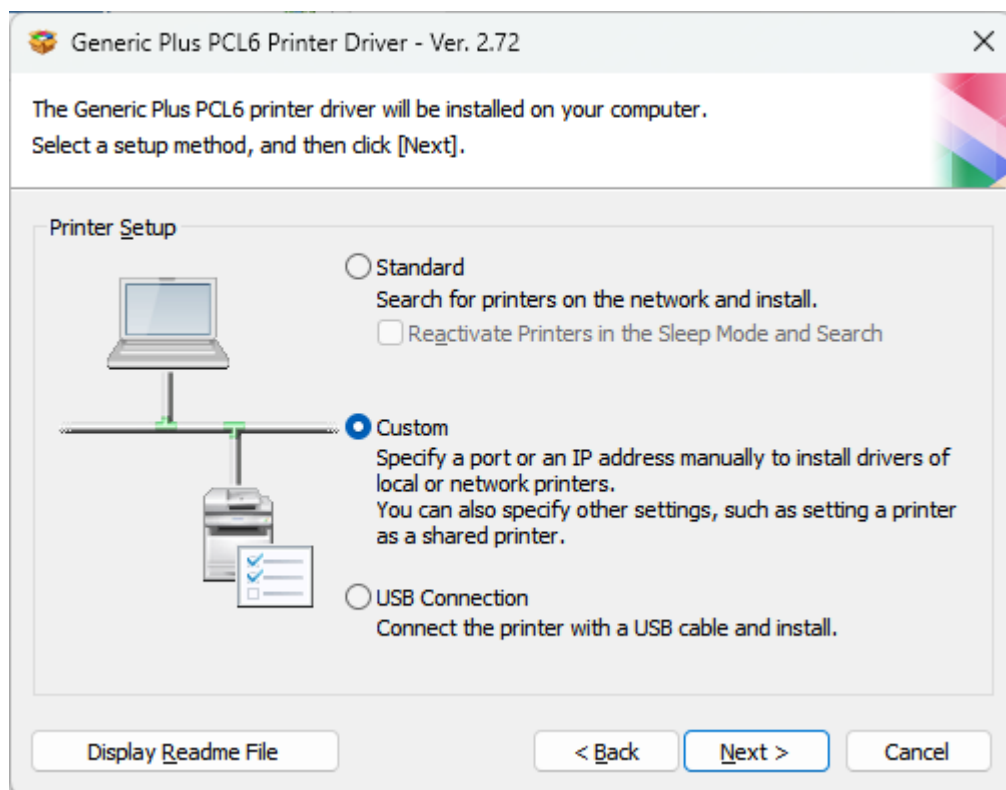 Generic Plus PCL6 Printer Driver - Ver. 2.72
The Generic Plus PCL6 printer driver will be installed on your computer.
Select a setup method, and then click [Next].
Printer Setup
Standard
Search for printers on the network and install.
Reactivate Printers in the Sleep Mode and Search
Custom
Specify a port or an IP address manually to install drivers of
local or network printers.
You can also specify other settings, such as setting a printer
as a shared printer.
USB Connection
Connect the printer with a USB cable and install.
Display Readme File
< Back
Next >
Cancel